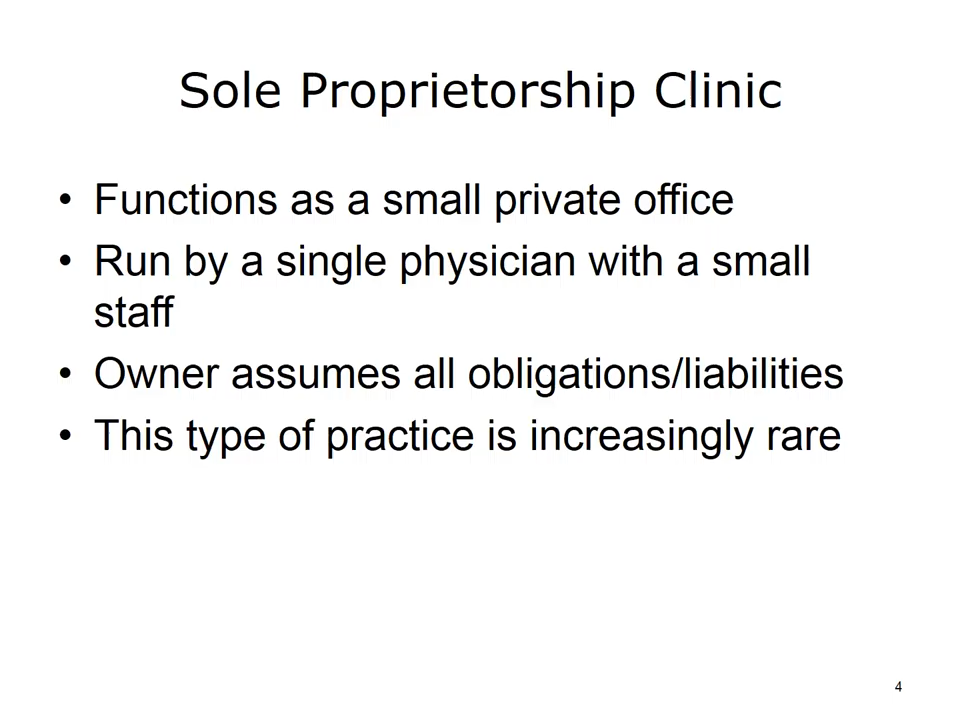 Sole Proprietorship Clinic
• Functions as a small private office
• Run by a single physician with a small
staff
• Owner assumes all obligations/liabilities
• This type of practice is increasingly rare
4